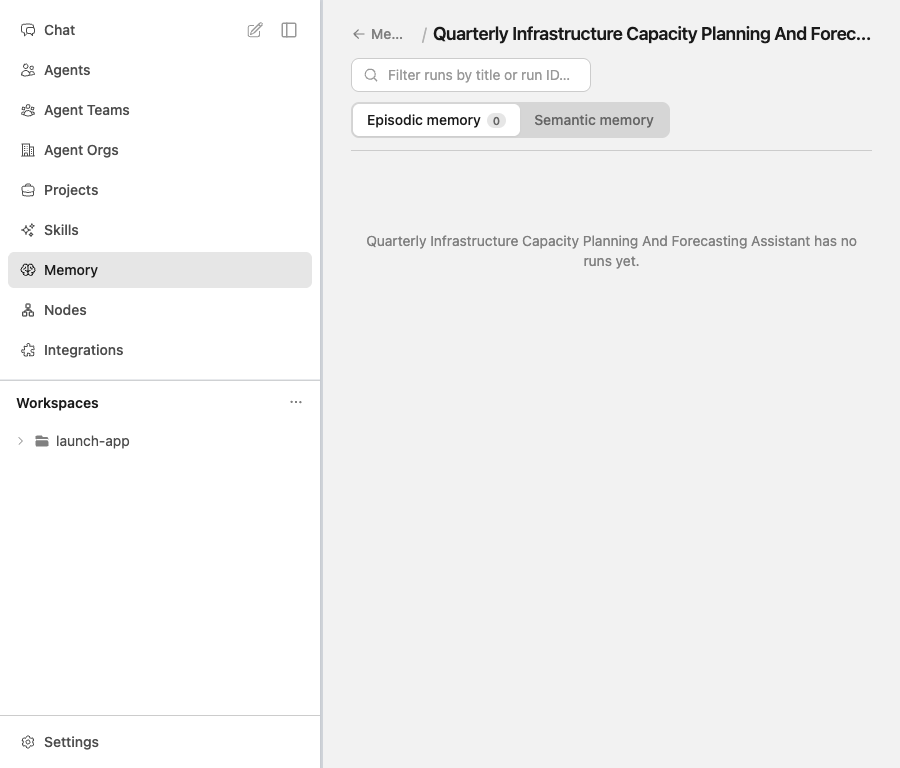 Chat
Agents
Agent Teams
Agent Orgs
Projects
Skills
Memory
Nodes
Integrations
Workspaces
launch-app
Settings
Me...
/ Quarterly Infrastructure Capacity Planning And Forec...
Filter runs by title or run ID...
Episodic memory 0
Semantic memory
Quarterly Infrastructure Capacity Planning And Forecasting Assistant has no
runs yet.